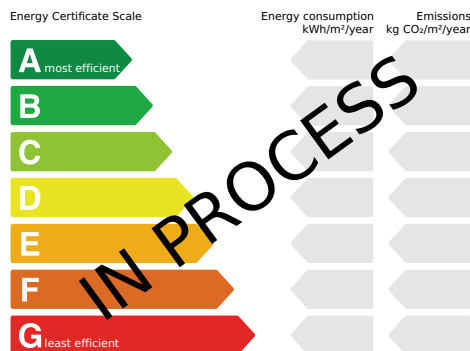 Energy Certificate Scale
Energy consumption
kWh/m²/year
Emissions
kg CO₂/m²/year
A most efficient
B
C
D
E
F
G least efficient
IN PROCESS